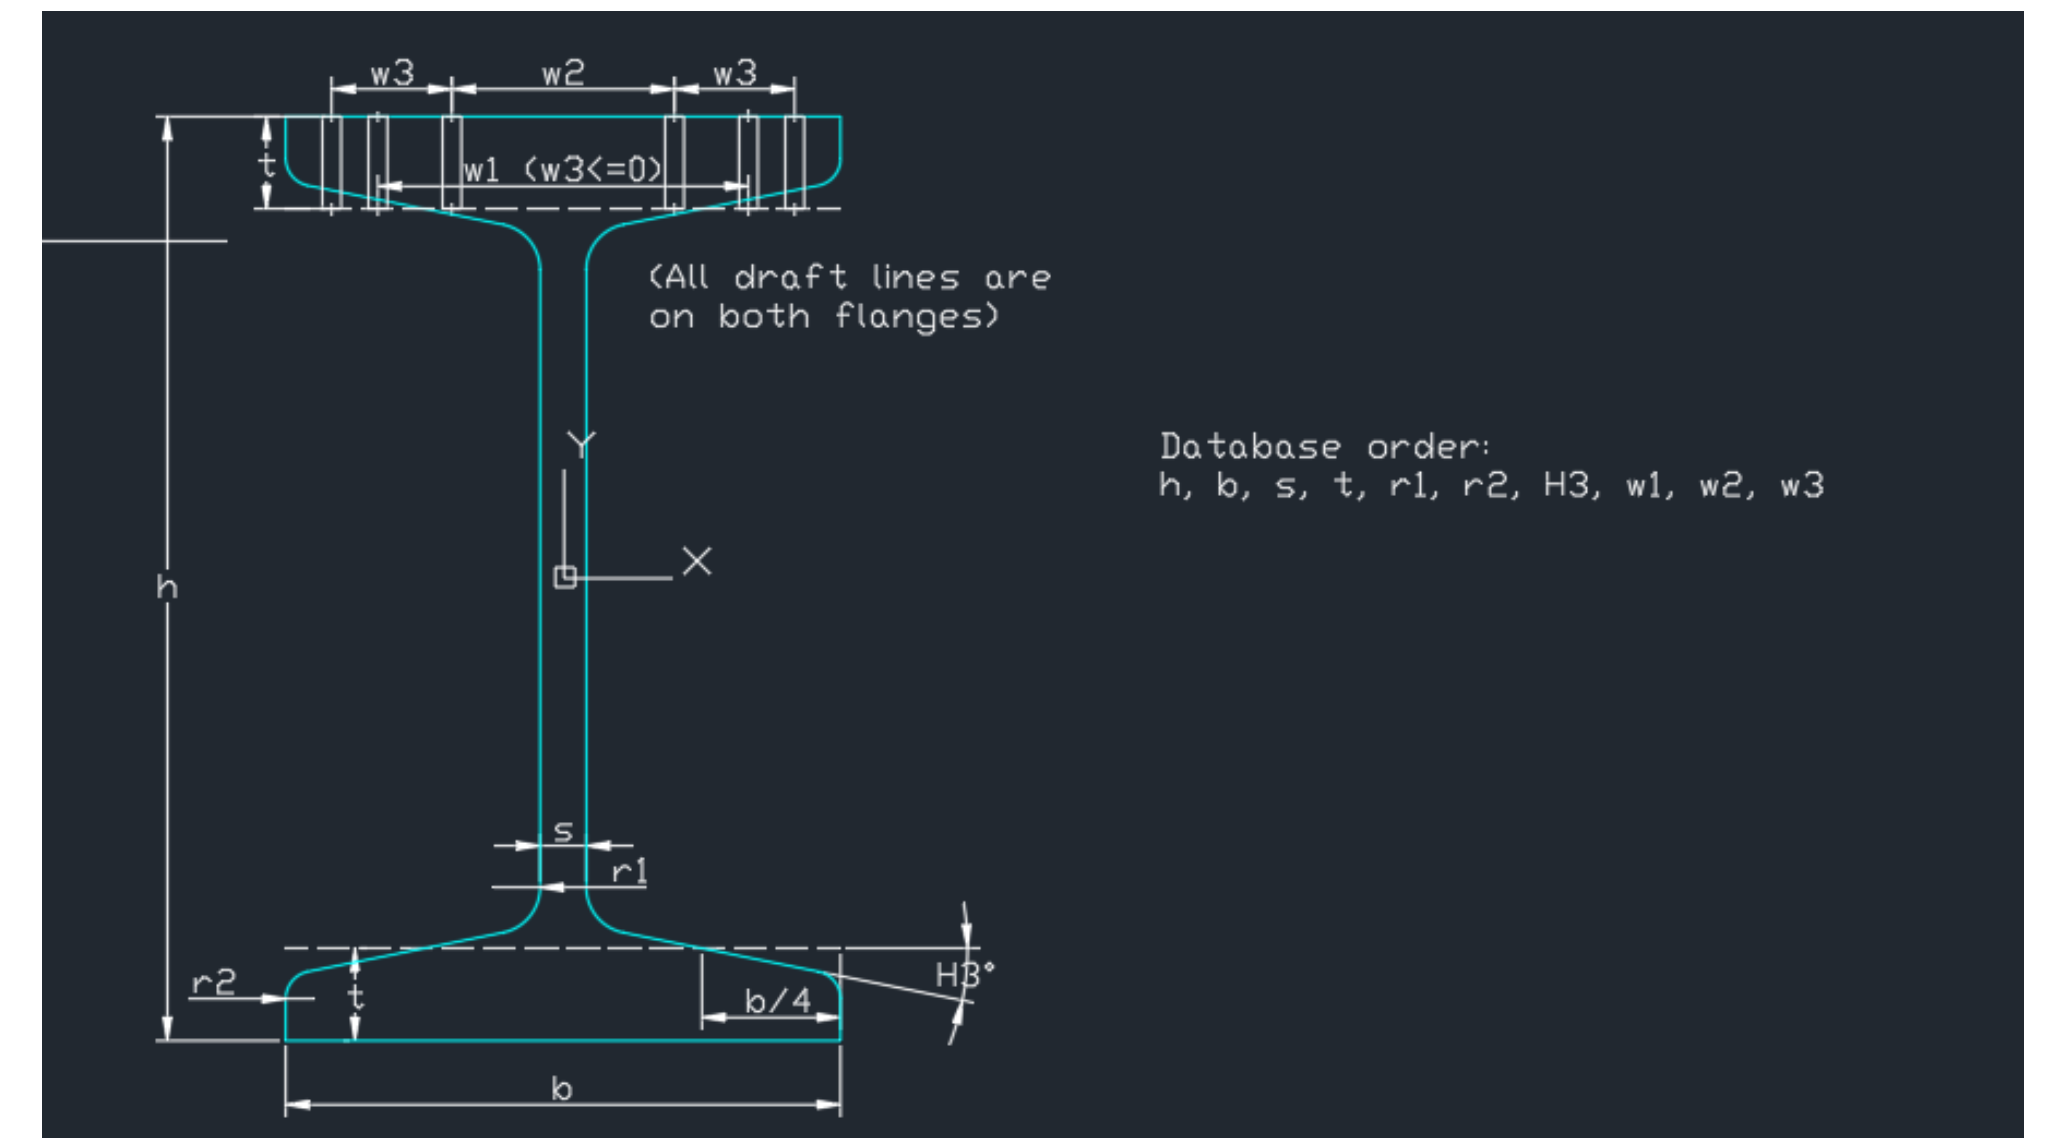 w3 w2 w3
t
w1 (w3<=0)
(All draft lines are
on both flanges)
Y
Database order:
h, b, s, t, r1, r2, H3, w1, w2, w3
X
h
s
r1
r2
t
b/4
H3°
b